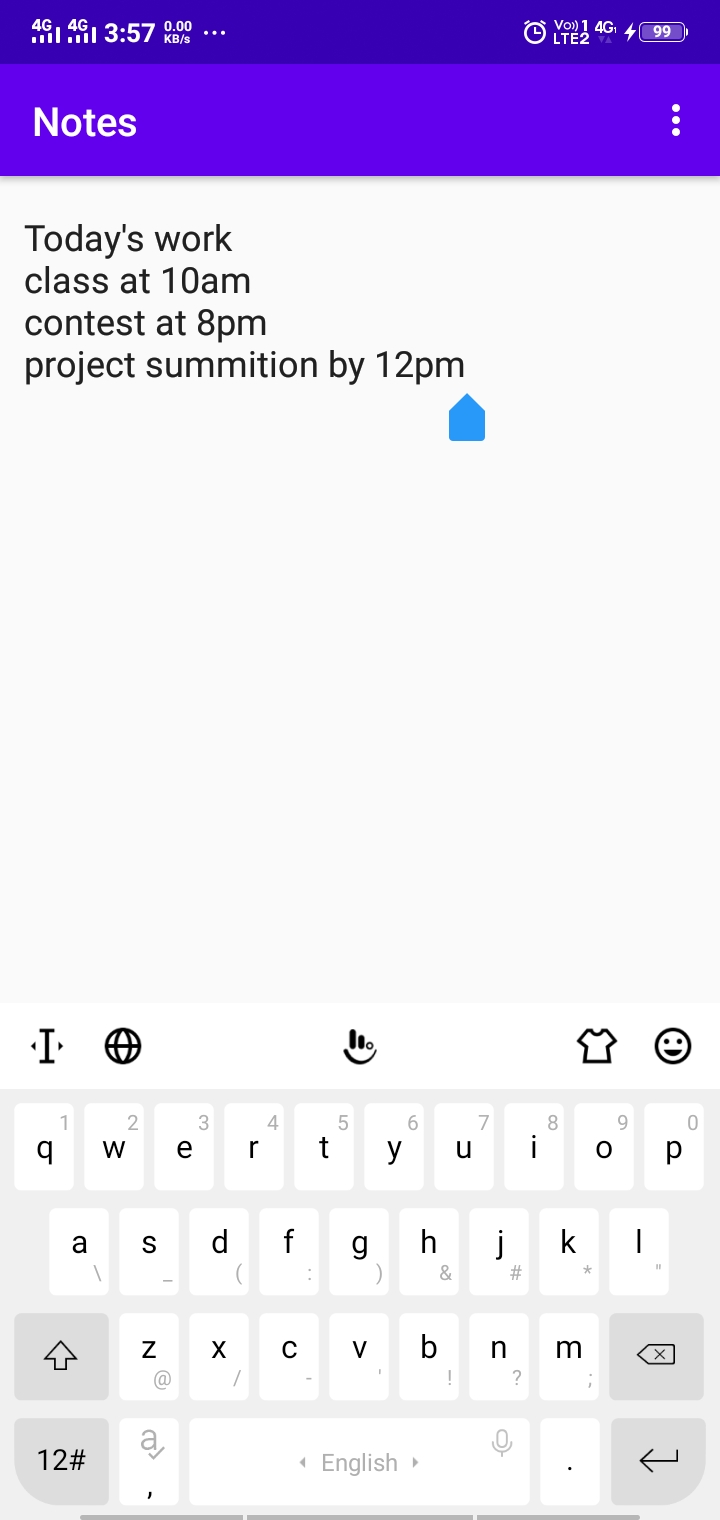 4G 4G 3:57 0.00 KB/s ... Vo)) 1 LTE2 4G 99
Notes
Today's work
class at 10am
contest at 8pm
project summition by 12pm
1 2 3 4 5 6 7 8 9 0
q w e r t y u i o p
a s d f g h j k l
\ _ ( : ) & # * "
z x c v b n m
@ / - ' ! ? ;
12# a , English .